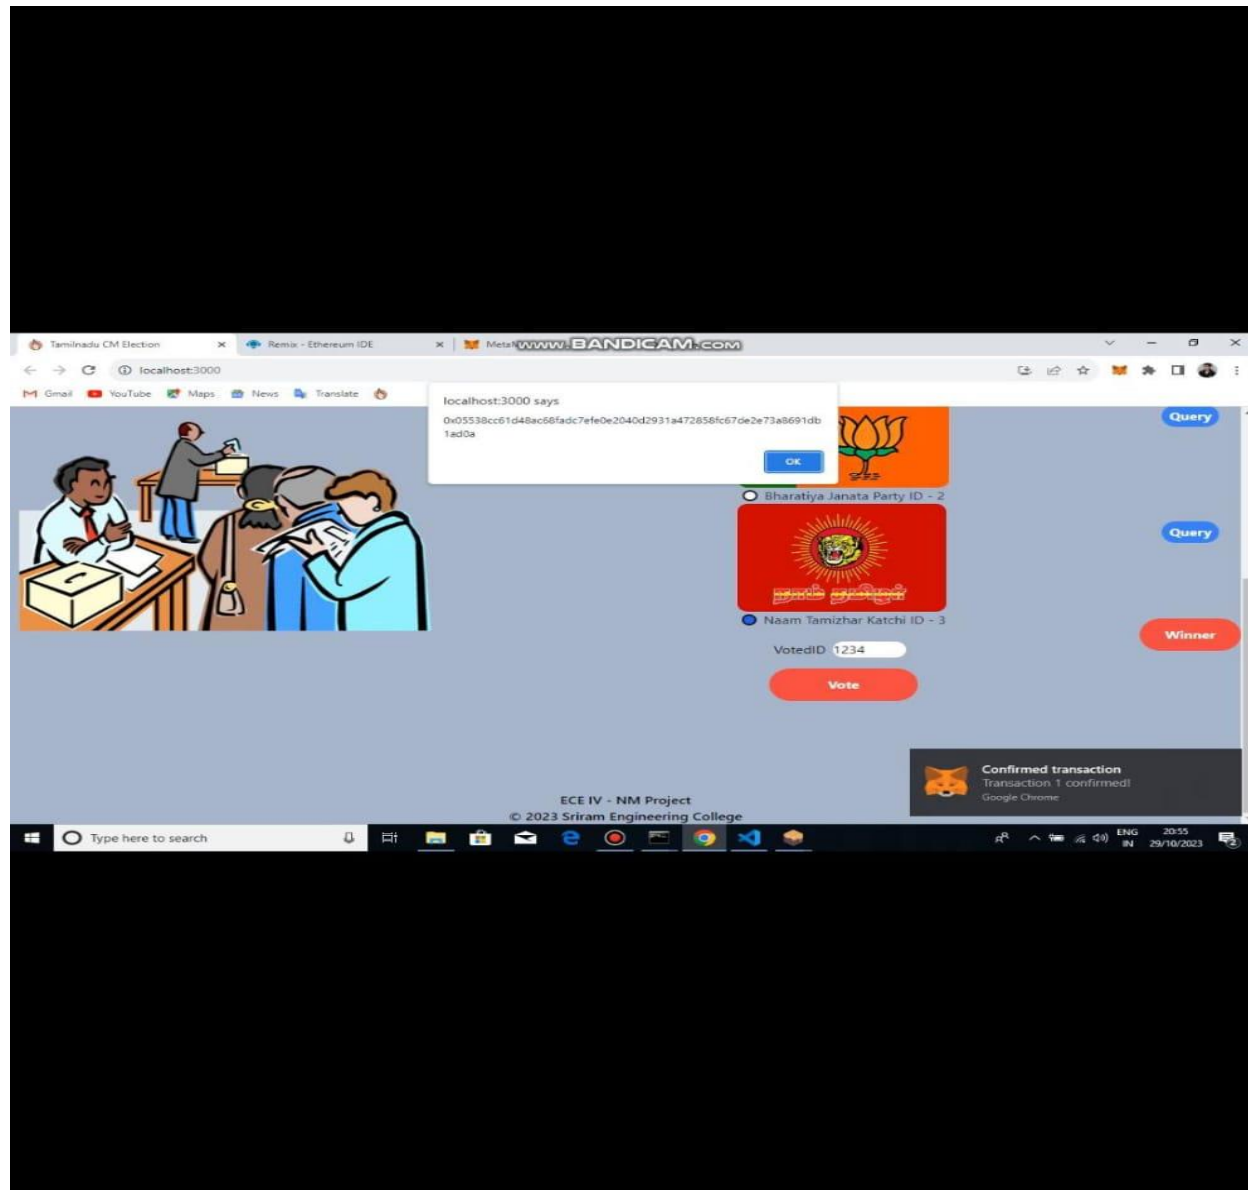 Tamilnadu CM Election
Remix - Ethereum IDE
WWW.BANDICAM.COM
localhost:3000
Gmail YouTube Maps News Translate
localhost:3000 says
0x05538cc61d48ac68fadc7efe0e2040d2931a472858fc67de2e73a8691db
1ad0a
OK
Query
Bharatiya Janata Party ID - 2
Query
நாம் தமிழர்
Naam Tamizhar Katchi ID - 3
Winner
VotedID 1234
Vote
Confirmed transaction
Transaction 1 confirmed!
Google Chrome
ECE IV - NM Project
© 2023 Sriram Engineering College
Type here to search
ENG 20:55
IN 29/10/2023
2